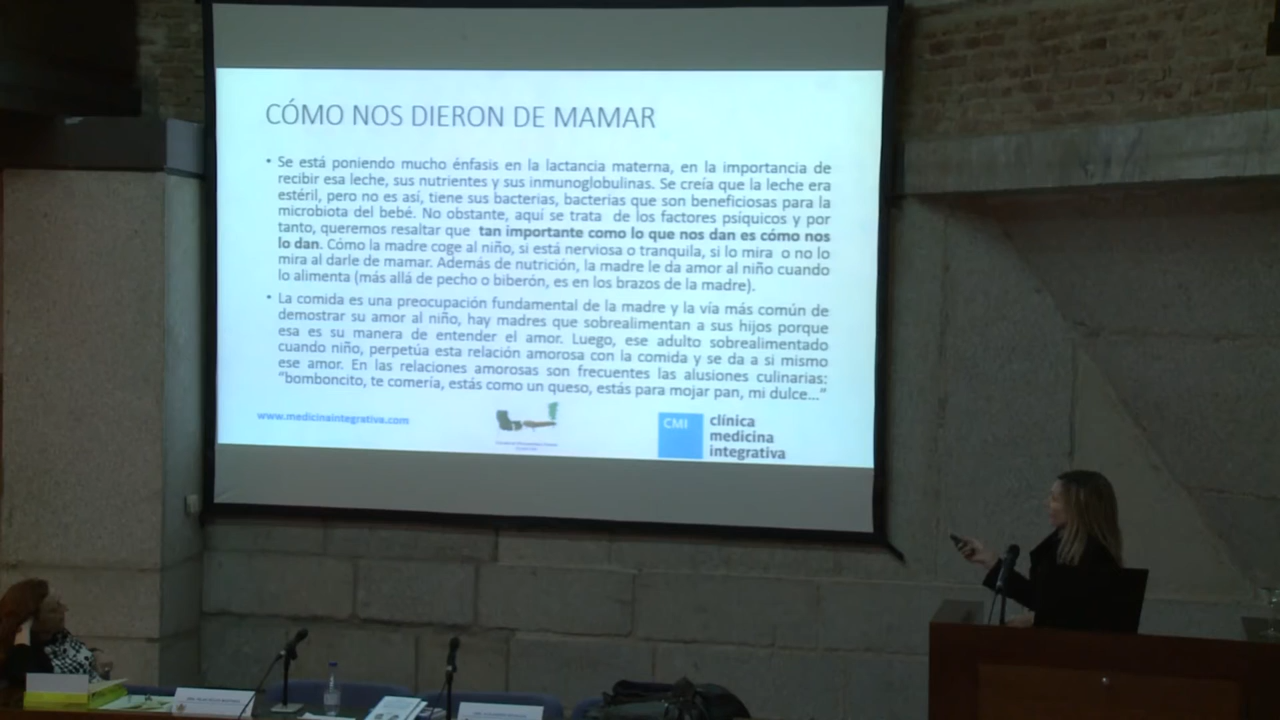 CÓMO NOS DIERON DE MAMAR
• Se está poniendo mucho énfasis en la lactancia materna, en la importancia de
recibir esa leche, sus nutrientes y sus inmunoglobulinas. Se creía que la leche era
estéril, pero no es así, tiene sus bacterias, bacterias que son beneficiosas para la
microbiota del bebé. No obstante, aquí se trata de los factores psíquicos y por
tanto, queremos resaltar que tan importante como lo que nos dan es cómo nos
lo dan. Cómo la madre coge al niño, si está nerviosa o tranquila, si lo mira o no lo
mira al darle de mamar. Además de nutrición, la madre le da amor al niño cuando
lo alimenta (más allá de pecho o biberón, es en los brazos de la madre).
• La comida es una preocupación fundamental de la madre y la vía más común de
demostrar su amor al niño, hay madres que sobrealimentan a sus hijos porque
esa es su manera de entender el amor. Luego, ese adulto sobrealimentado
cuando niño, perpetúa esta relación amorosa con la comida y se da a si mismo
ese amor. En las relaciones amorosas son frecuentes las alusiones culinarias:
"bomboncito, te comería, estás como un queso, estás para mojar pan, mi dulce..."
www.medicinaintegrativa.com
CMI
clínica
medicina
integrativa